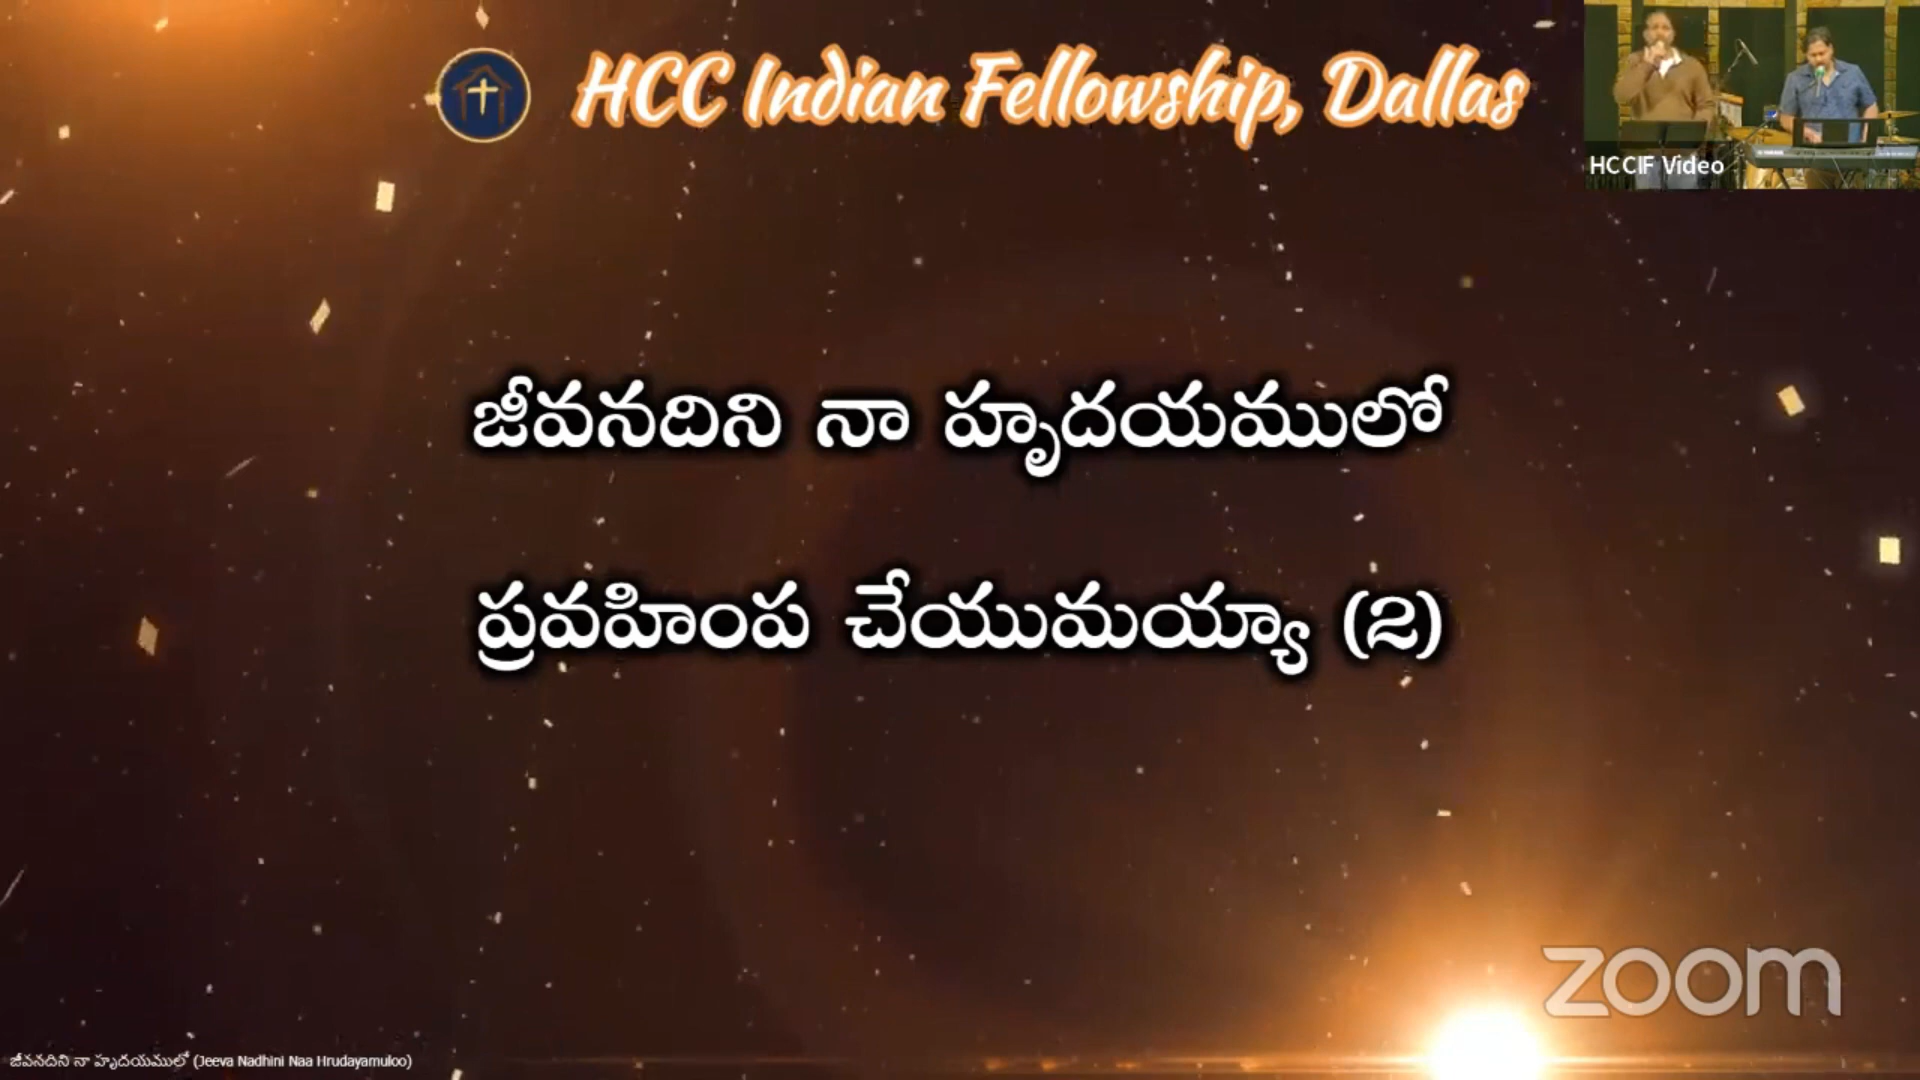 HCC Indian Fellowship, Dallas
HCCIF Video
జీవనదిని నా హృదయములో
ప్రవహింప చేయుమయ్యా (2)
zoom
జీవనదిని నా హృదయములో (Jeeva Nadhini Naa Hrudayamuloo)